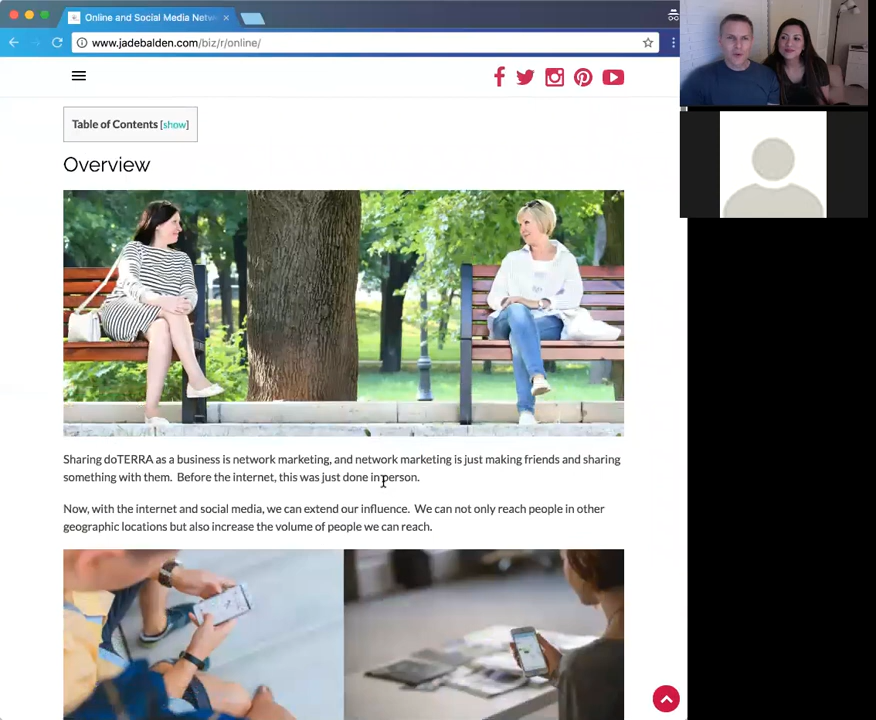 Online and Social Media Netw
www.jadebalden.com/biz/r/online/
Table of Contents [show]
Overview
Sharing doTERRA as a business is network marketing, and network marketing is just making friends and sharing
something with them.  Before the internet, this was just done in person.
Now, with the internet and social media, we can extend our influence.  We can not only reach people in other
geographic locations but also increase the volume of people we can reach.